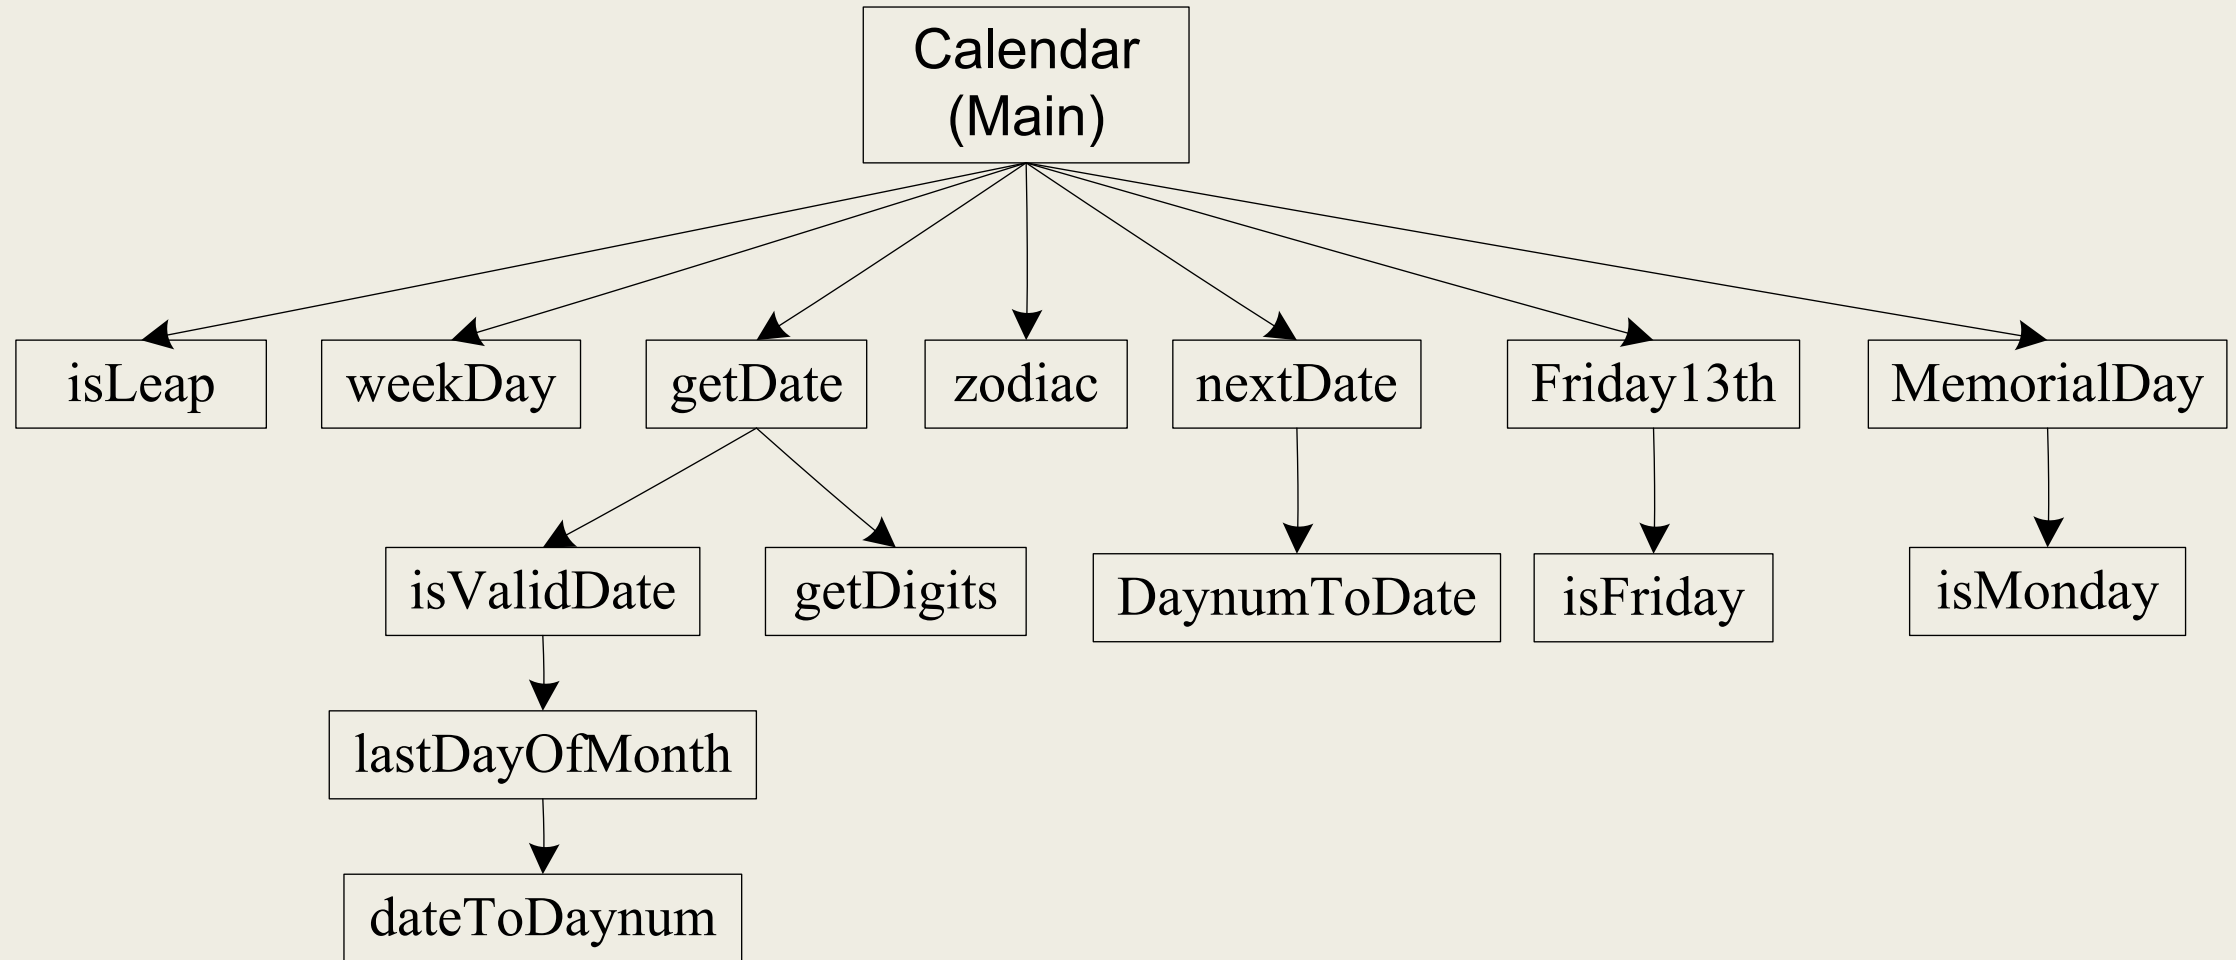 Calendar
(Main)
isLeap
weekDay
getDate
zodiac
nextDate
Friday13th
MemorialDay
isValidDate
getDigits
DaynumToDate
isFriday
isMonday
lastDayOfMonth
dateToDaynum